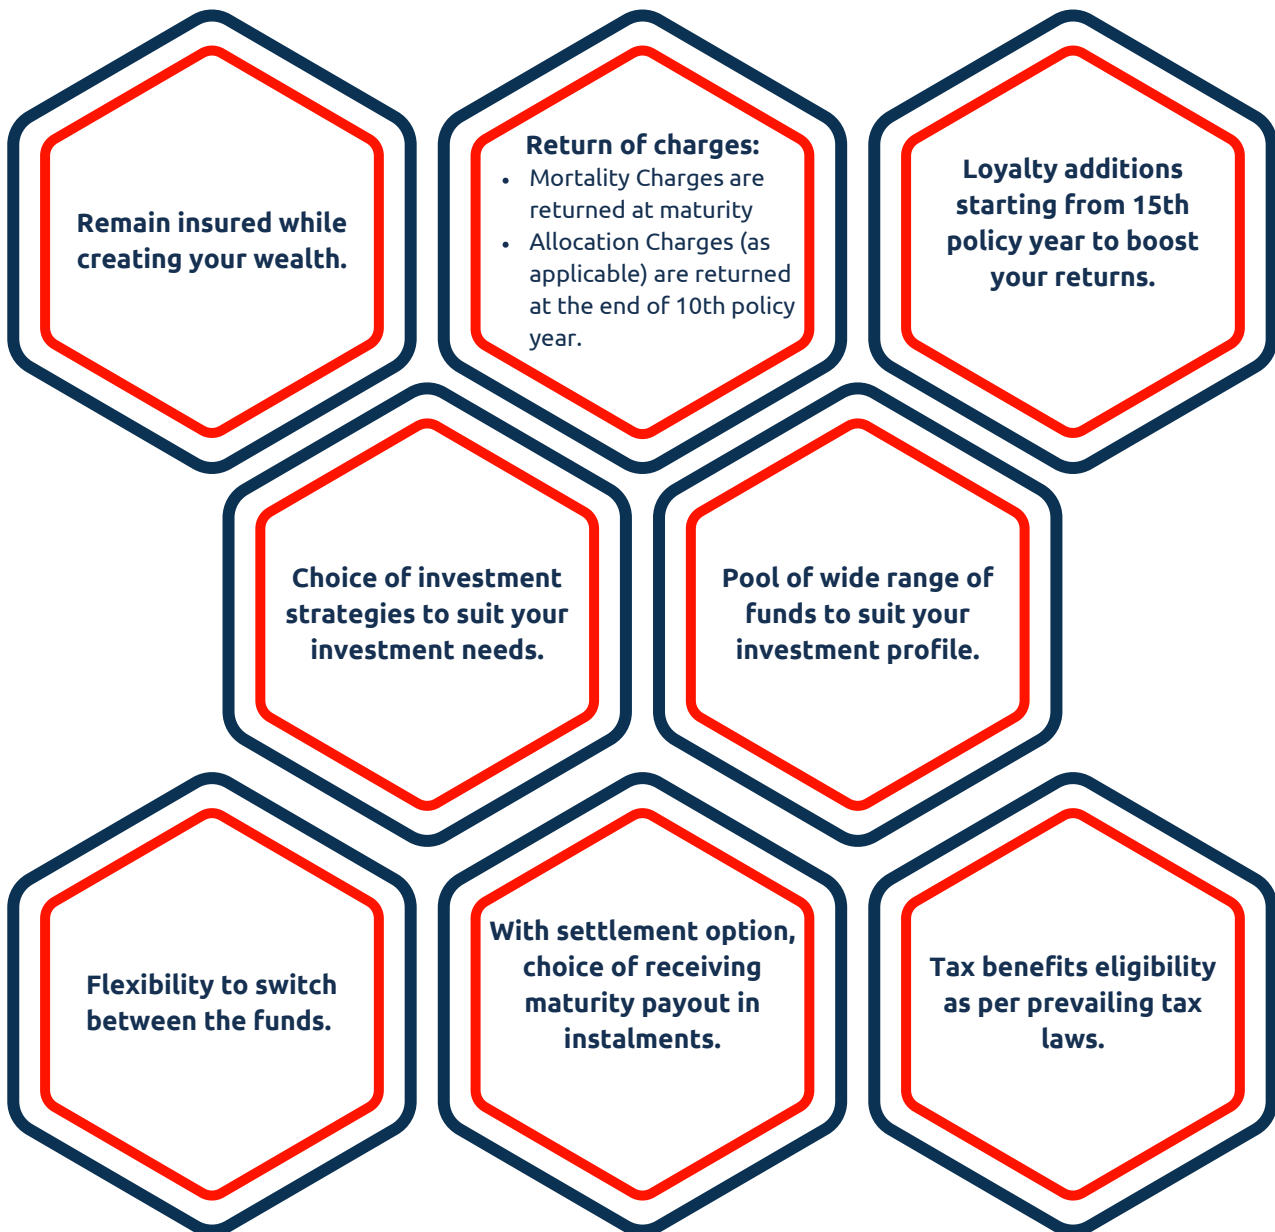 Remain insured while
creating your wealth.
Return of charges:
• Mortality Charges are
returned at maturity
• Allocation Charges (as
applicable) are returned
at the end of 10th policy
year.
Loyalty additions
starting from 15th
policy year to boost
your returns.
Choice of investment
strategies to suit your
investment needs.
Pool of wide range of
funds to suit your
investment profile.
Flexibility to switch
between the funds.
With settlement option,
choice of receiving
maturity payout in
instalments.
Tax benefits eligibility
as per prevailing tax
laws.